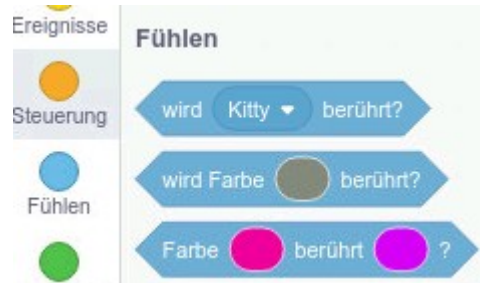 Ereignisse
Steuerung
Fühlen
Fühlen
wird Kitty berührt?
wird Farbe berührt?
Farbe berührt ?